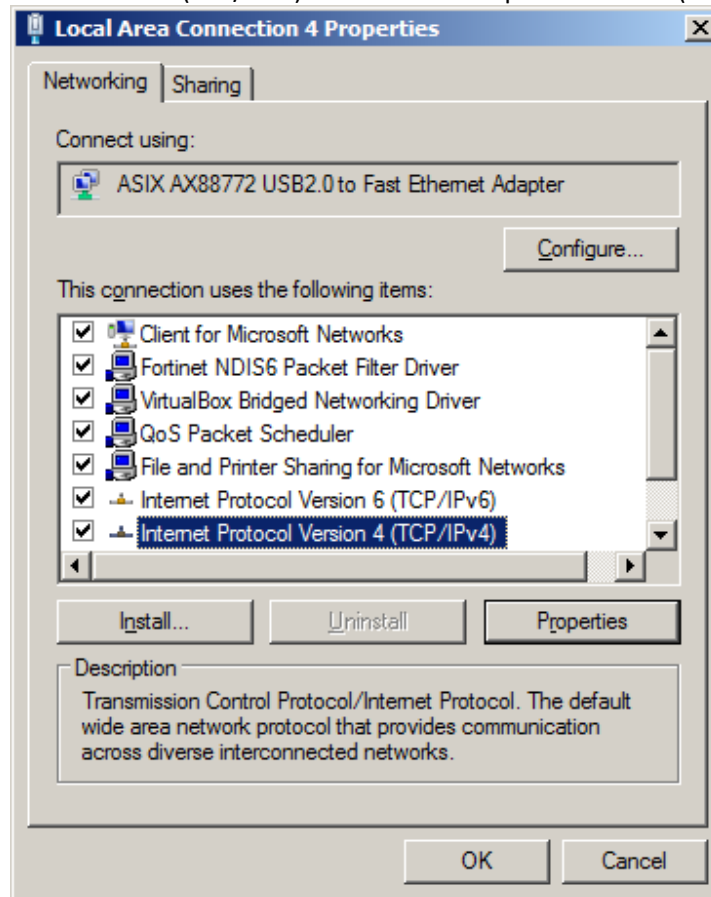 Local Area Connection 4 Properties
Networking
Sharing
Connect using:
ASIX AX88772 USB2.0 to Fast Ethernet Adapter
Configure...
This connection uses the following items:
Client for Microsoft Networks
Fortinet NDIS6 Packet Filter Driver
VirtualBox Bridged Networking Driver
QoS Packet Scheduler
File and Printer Sharing for Microsoft Networks
Internet Protocol Version 6 (TCP/IPv6)
Internet Protocol Version 4 (TCP/IPv4)
Install...
Uninstall
Properties
Description
Transmission Control Protocol/Internet Protocol. The default
wide area network protocol that provides communication
across diverse interconnected networks.
OK
Cancel